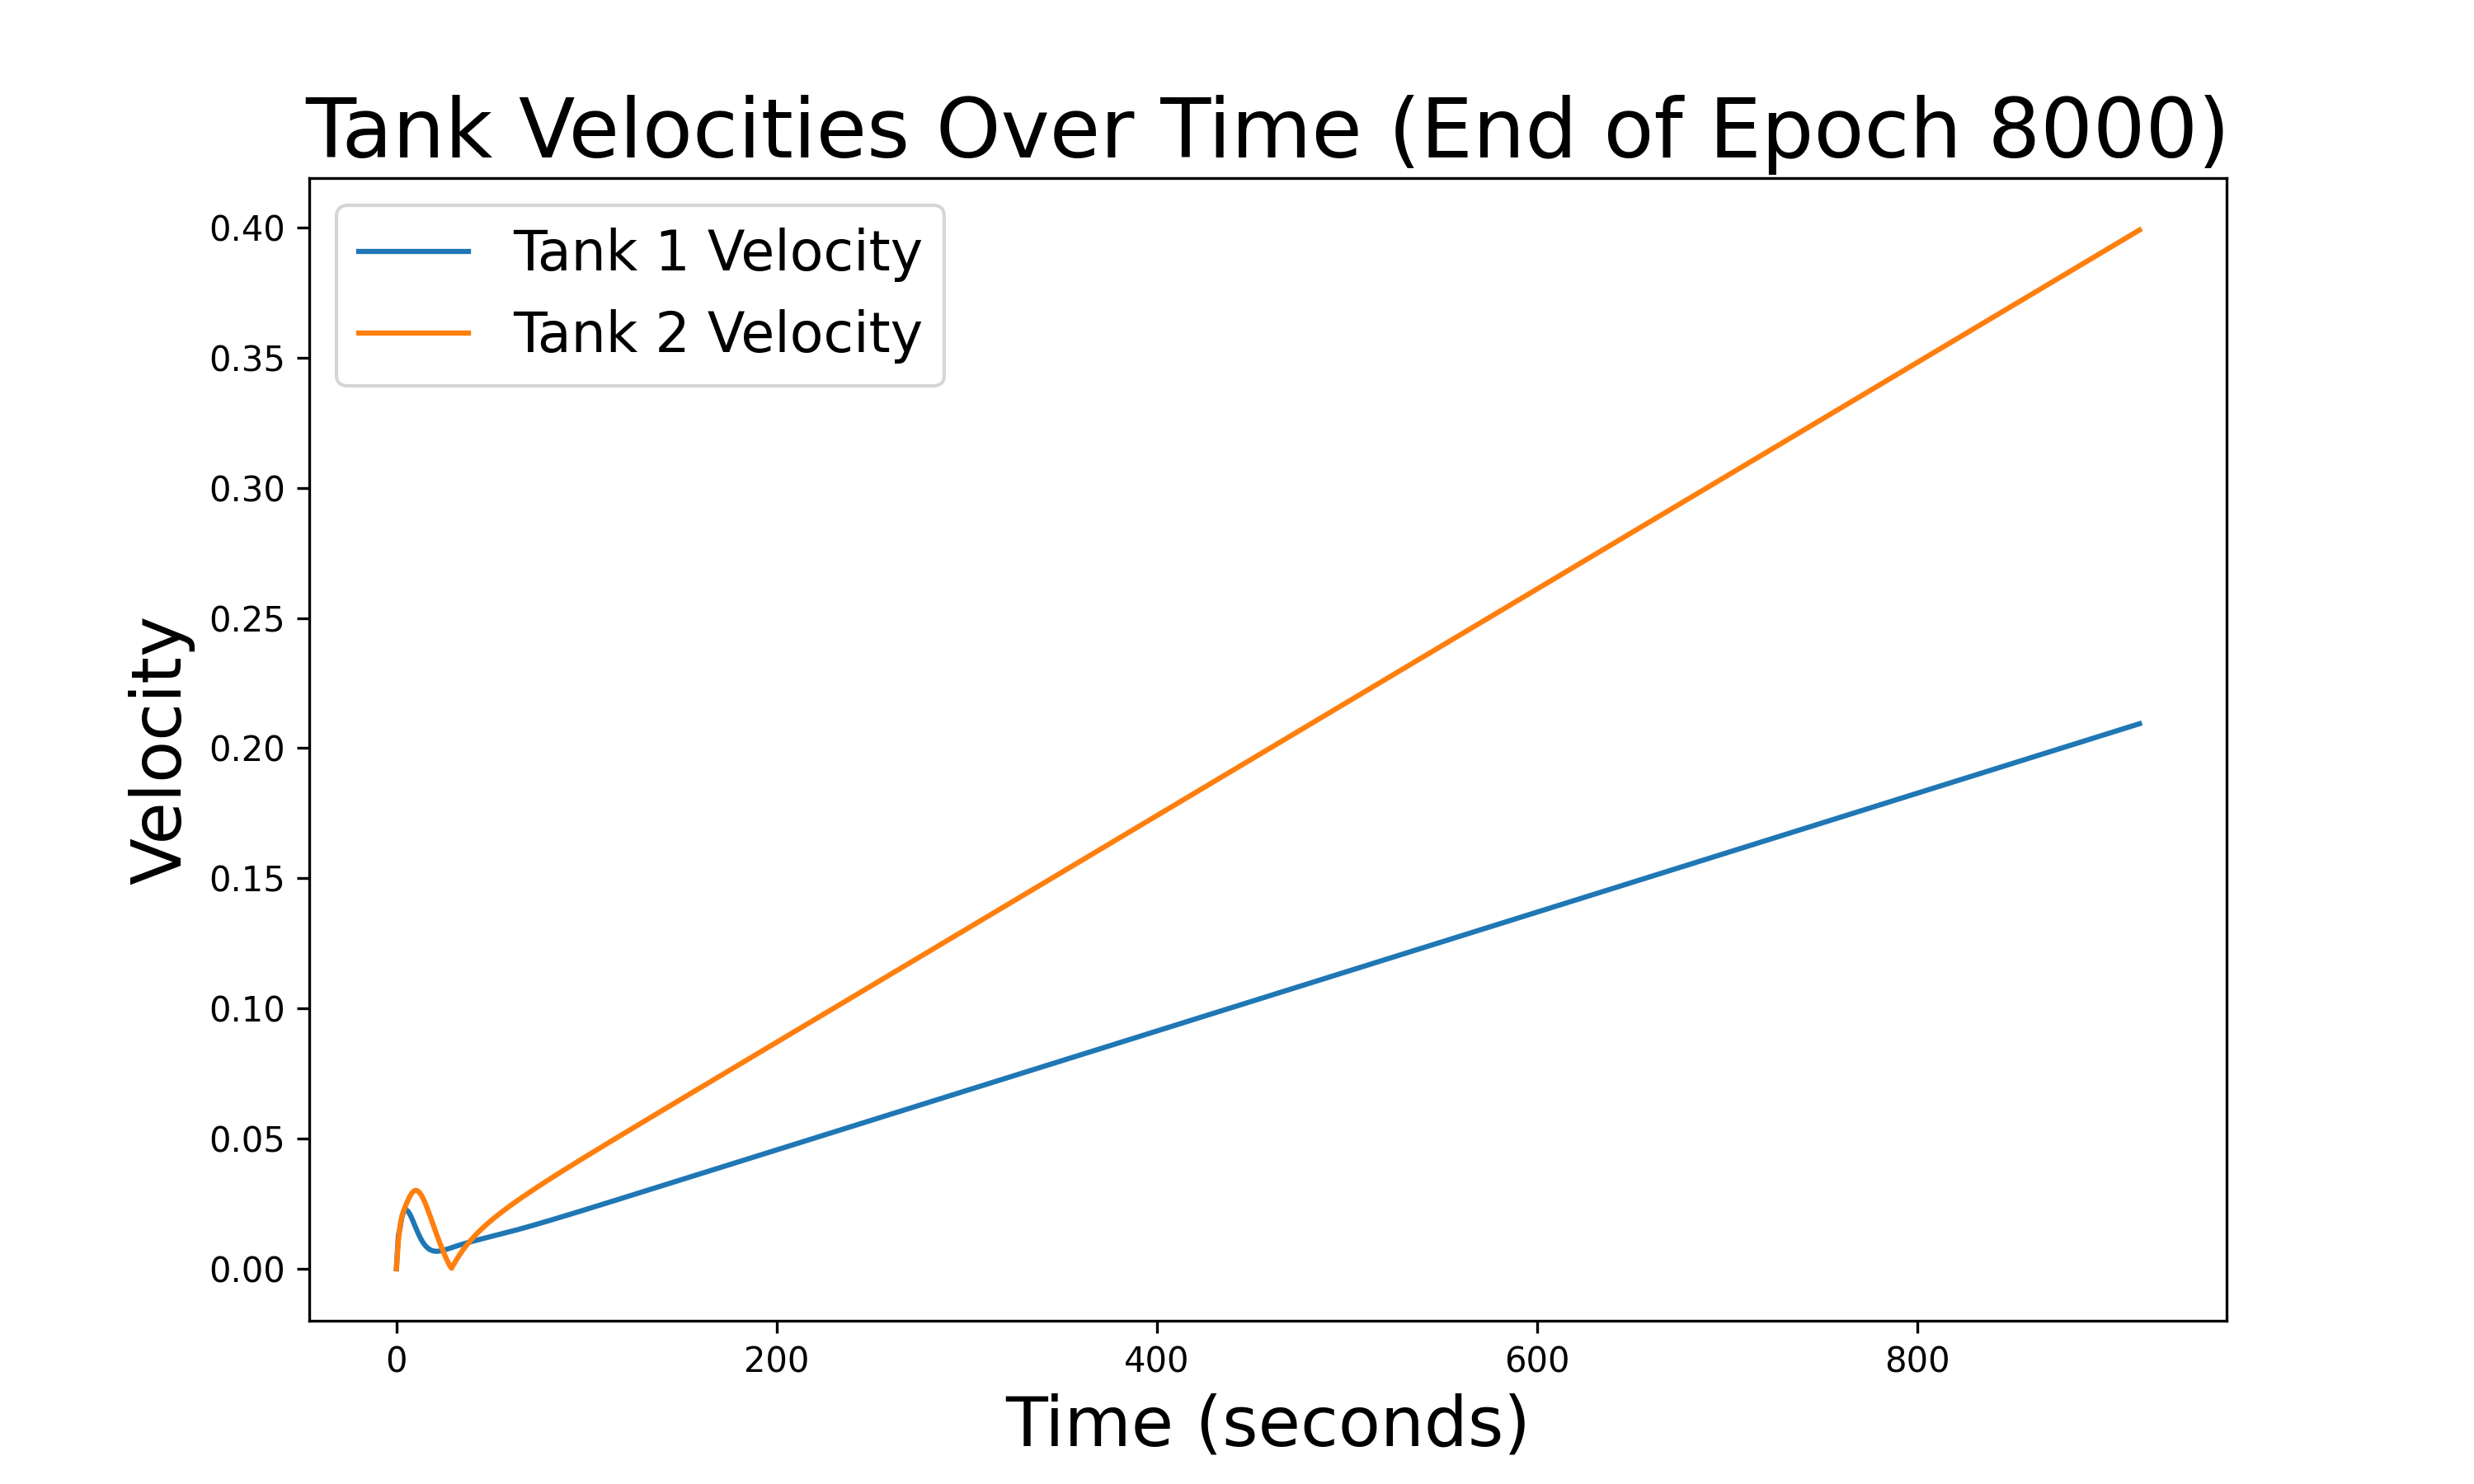 Tank Velocities Over Time (End of Epoch 8000)
Tank 1 Velocity
Tank 2 Velocity
Velocity
0.40
0.35
0.30
0.25
0.20
0.15
0.10
0.05
0.00
0 200 400 600 800
Time (seconds)